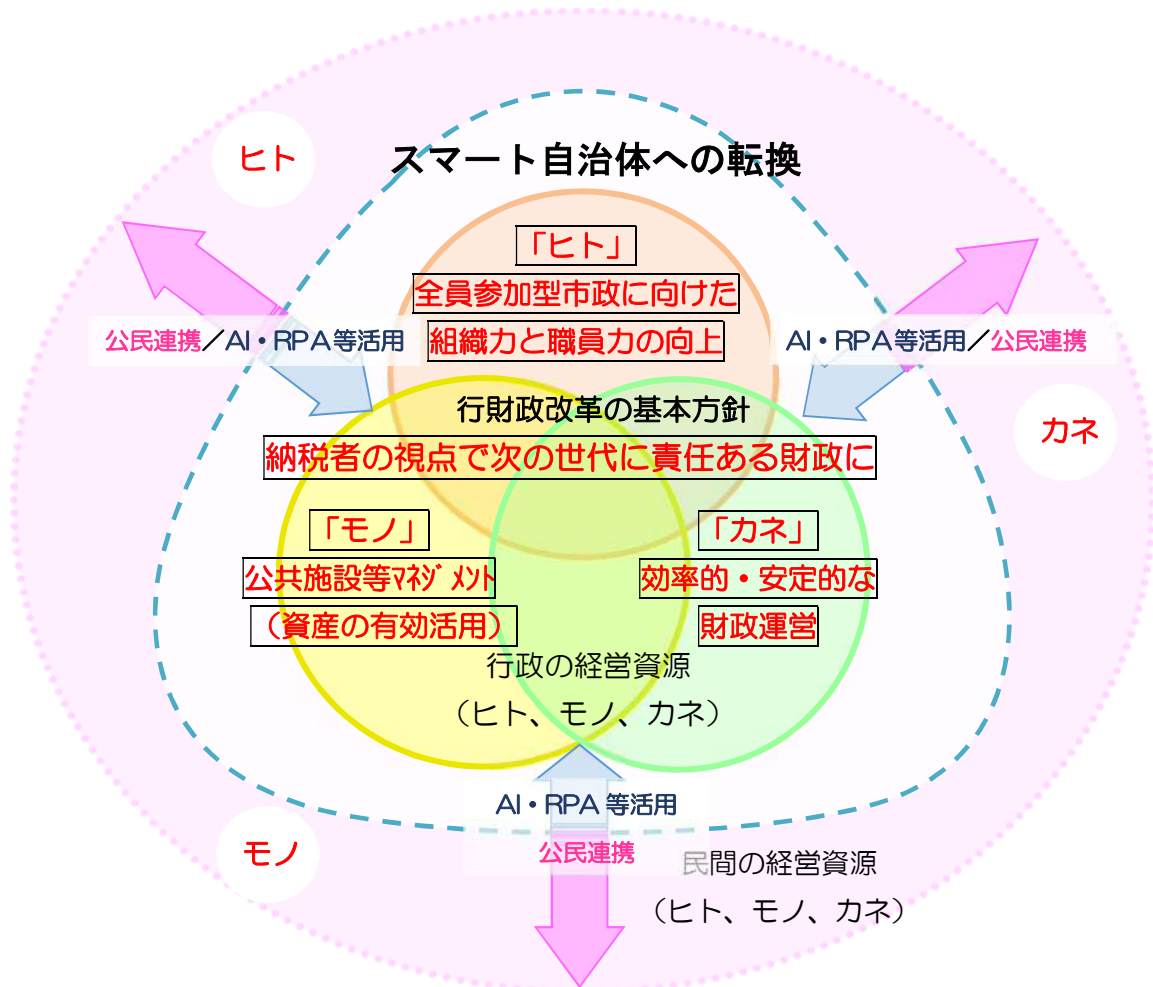 スマート自治体への転換
ヒト
「ヒト」
全員参加型市政に向けた
組織力と職員力の向上
公民連携／AI・RPA等活用
AI・RPA等活用／公民連携
カネ
行財政改革の基本方針
納税者の視点で次の世代に責任ある財政に
「モノ」
公共施設等ﾏﾈｼﾞﾒﾝﾄ
（資産の有効活用）
「カネ」
効率的・安定的な
財政運営
行政の経営資源
（ヒト、モノ、カネ）
AI・RPA等活用
公民連携
モノ
民間の経営資源
（ヒト、モノ、カネ）